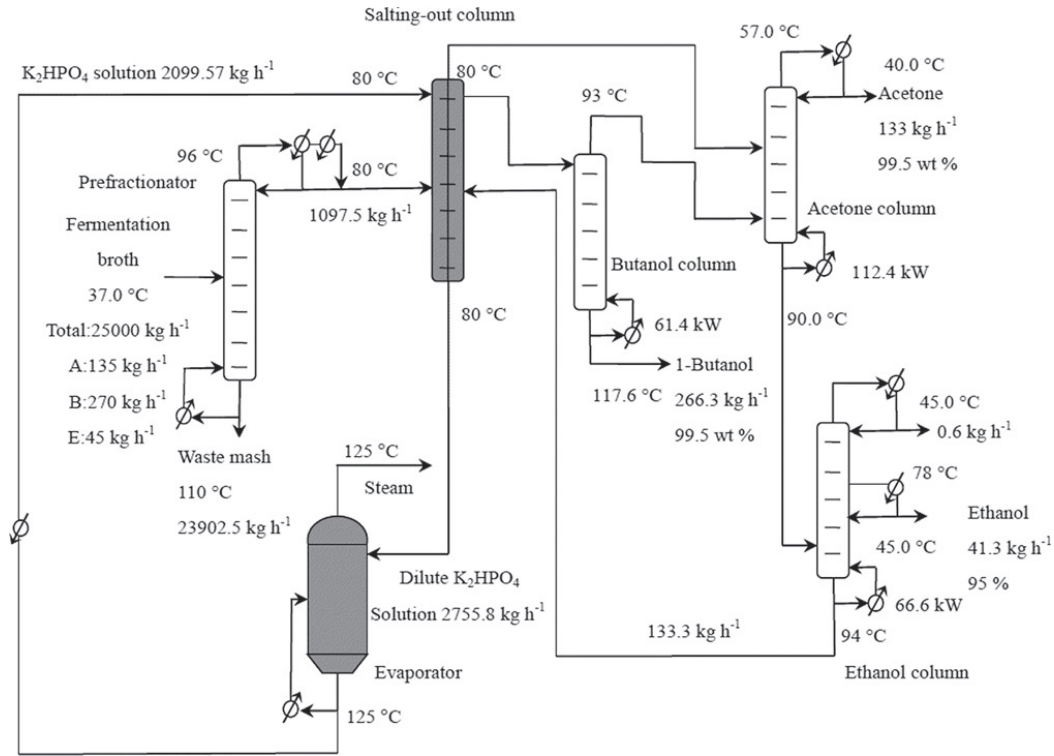 Salting-out column
K₂HPO₄ solution 2099.57 kg h⁻¹
80 °C
80 °C
57.0 °C
40.0 °C
Acetone
133 kg h⁻¹
99.5 wt %
Acetone column
112.4 kW
90.0 °C
93 °C
96 °C
80 °C
1097.5 kg h⁻¹
Prefractionator
Fermentation
broth
37.0 °C
Total:25000 kg h⁻¹
A:135 kg h⁻¹
B:270 kg h⁻¹
E:45 kg h⁻¹
Waste mash
110 °C
23902.5 kg h⁻¹
80 °C
Butanol column
61.4 kW
1-Butanol
117.6 °C
266.3 kg h⁻¹
99.5 wt %
45.0 °C
0.6 kg h⁻¹
78 °C
Ethanol
45.0 °C
41.3 kg h⁻¹
95 %
66.6 kW
94 °C
Ethanol column
133.3 kg h⁻¹
125 °C
Steam
Dilute K₂HPO₄
Solution 2755.8 kg h⁻¹
Evaporator
125 °C